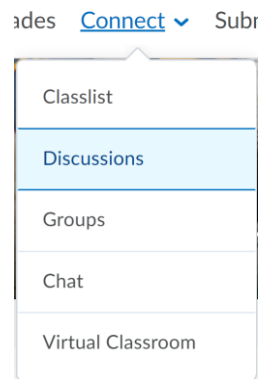 ades Connect Subr
Classlist
Discussions
Groups
Chat
Virtual Classroom